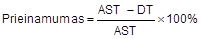 Prieinamumas = AST – DT / AST ×100%